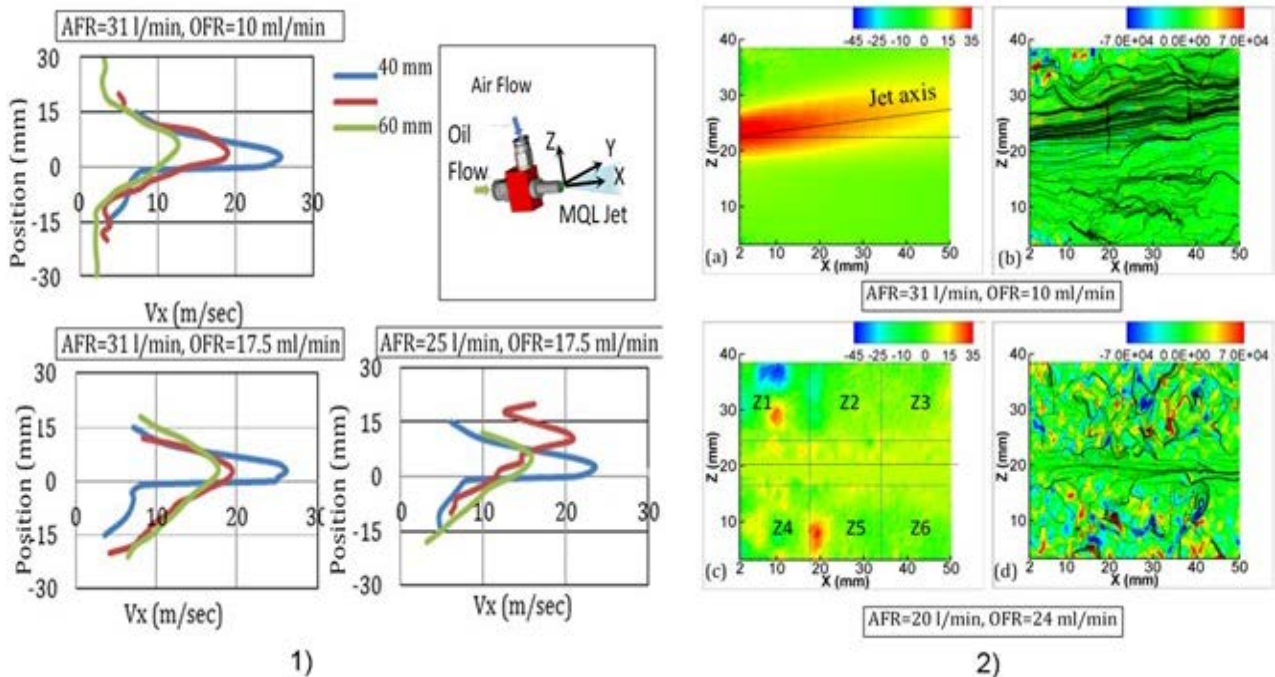 AFR=31 l/min, OFR=10 ml/min
30
15
0
-15
-30
Position (mm)
0 10 20 30
Vx (m/sec)
40 mm
60 mm
Air Flow
Oil
Flow
Z
Y
X
MQL Jet
AFR=31 l/min, OFR=17.5 ml/min
30
15
0
-15
-30
Position (mm)
0 10 20
Vx (m/sec)
AFR=25 l/min, OFR=17.5 ml/min
30
15
0
-15
-30
Position (mm)
0 10 20 30
Vx (m/sec)
1)
-45 -25 -10 0 15 35
40
30
20
10
Z (mm)
Jet axis
(a)
2 10 20 30 40 50
X (mm)
-7.0E+04 0.0E+00 7.0E+04
40
30
20
10
Z (mm)
(b)
2 10 20 30 40 50
X (mm)
AFR=31 l/min, OFR=10 ml/min
-45 -25 -10 0 15 35
40
30
20
10
Z (mm)
Z1 Z2 Z3
Z4 Z5 Z6
(c)
2 10 20 30 40 50
X (mm)
-7.0E+04 0.0E+00 7.0E+04
40
30
20
10
Z (mm)
(d)
2 10 20 30 40 50
X (mm)
AFR=20 l/min, OFR=24 ml/min
2)